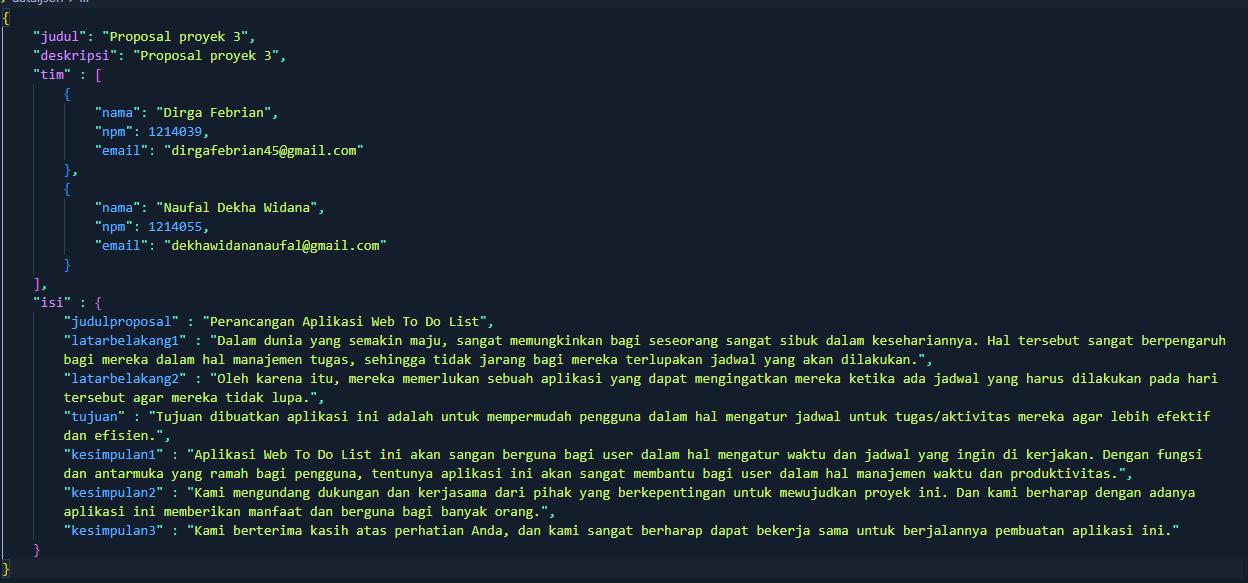 {
"judul": "Proposal proyek 3",
"deskripsi": "Proposal proyek 3",
"tim" : [
{
"nama": "Dirga Febrian",
"npm": 1214039,
"email": "dirgafebrian45@gmail.com"
},
{
"nama": "Naufal Dekha Widana",
"npm": 1214055,
"email": "dekhawidananaufal@gmail.com"
}
],
"isi" : {
"judulproposal" : "Perancangan Aplikasi Web To Do List",
"latarbelakang1" : "Dalam dunia yang semakin maju, sangat memungkinkan bagi seseorang sangat sibuk dalam kesehariannya. Hal tersebut sangat berpengaruh
bagi mereka dalam hal manajemen tugas, sehingga tidak jarang bagi mereka terlupakan jadwal yang akan dilakukan.",
"latarbelakang2" : "Oleh karena itu, mereka memerlukan sebuah aplikasi yang dapat mengingatkan mereka ketika ada jadwal yang harus dilakukan pada hari
tersebut agar mereka tidak lupa.",
"tujuan" : "Tujuan dibuatkan aplikasi ini adalah untuk mempermudah pengguna dalam hal mengatur jadwal untuk tugas/aktivitas mereka agar lebih efektif
dan efisien.",
"kesimpulan1" : "Aplikasi Web To Do List ini akan sangan berguna bagi user dalam hal mengatur waktu dan jadwal yang ingin di kerjakan. Dengan fungsi
dan antarmuka yang ramah bagi pengguna, tentunya aplikasi ini akan sangat membantu bagi user dalam hal manajemen waktu dan produktivitas.",
"kesimpulan2" : "Kami mengundang dukungan dan kerjasama dari pihak yang berkepentingan untuk mewujudkan proyek ini. Dan kami berharap dengan adanya
aplikasi ini memberikan manfaat dan berguna bagi banyak orang.",
"kesimpulan3" : "Kami berterima kasih atas perhatian Anda, dan kami sangat berharap dapat bekerja sama untuk berjalannya pembuatan aplikasi ini."
}
}